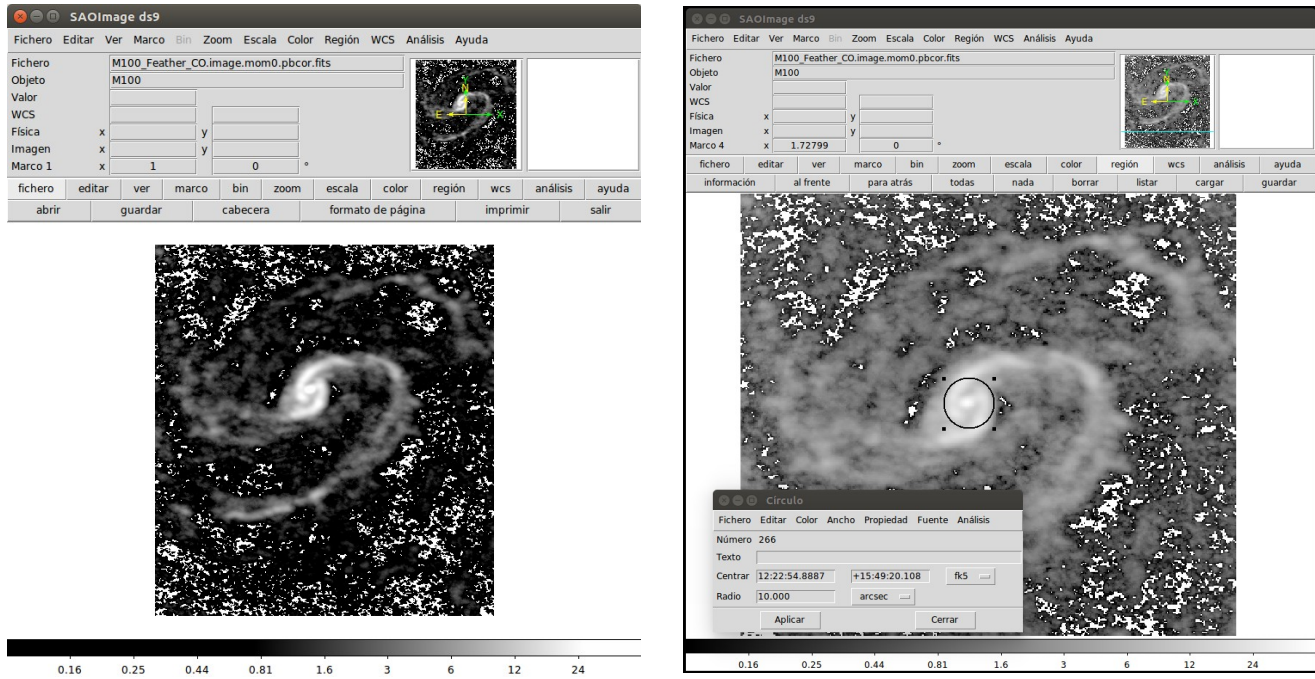 SAOImage ds9
Fichero Editar Ver Marco Bin Zoom Escala Color Región WCS Análisis Ayuda
Fichero M100_Feather_CO.image.mom0.pbcor.fits
Objeto M100
Valor
WCS
Física x y
Imagen x y
Marco 1 x 1 0 °
N
E X
fichero editar ver marco bin zoom escala color región wcs análisis ayuda
abrir guardar cabecera formato de página imprimir salir
0.16 0.25 0.44 0.81 1.6 3 6 12 24
SAOImage ds9
Fichero Editar Ver Marco Bin Zoom Escala Color Región WCS Análisis Ayuda
Fichero M100_Feather_CO.image.mom0.pbcor.fits
Objeto M100
Valor
WCS
Física x y
Imagen x y
Marco 4 x 1.72799 0 °
N
E X
fichero editar ver marco bin zoom escala color región wcs análisis ayuda
información al frente para atrás todas nada borrar listar cargar guardar
Círculo
Fichero Editar Color Ancho Propiedad Fuente Análisis
Número 266
Texto
Centrar 12:22:54.8887 +15:49:20.108 fk5
Radio 10.000 arcsec
Aplicar Cerrar
0.16 0.25 0.44 0.81 1.6 3 6 12 24